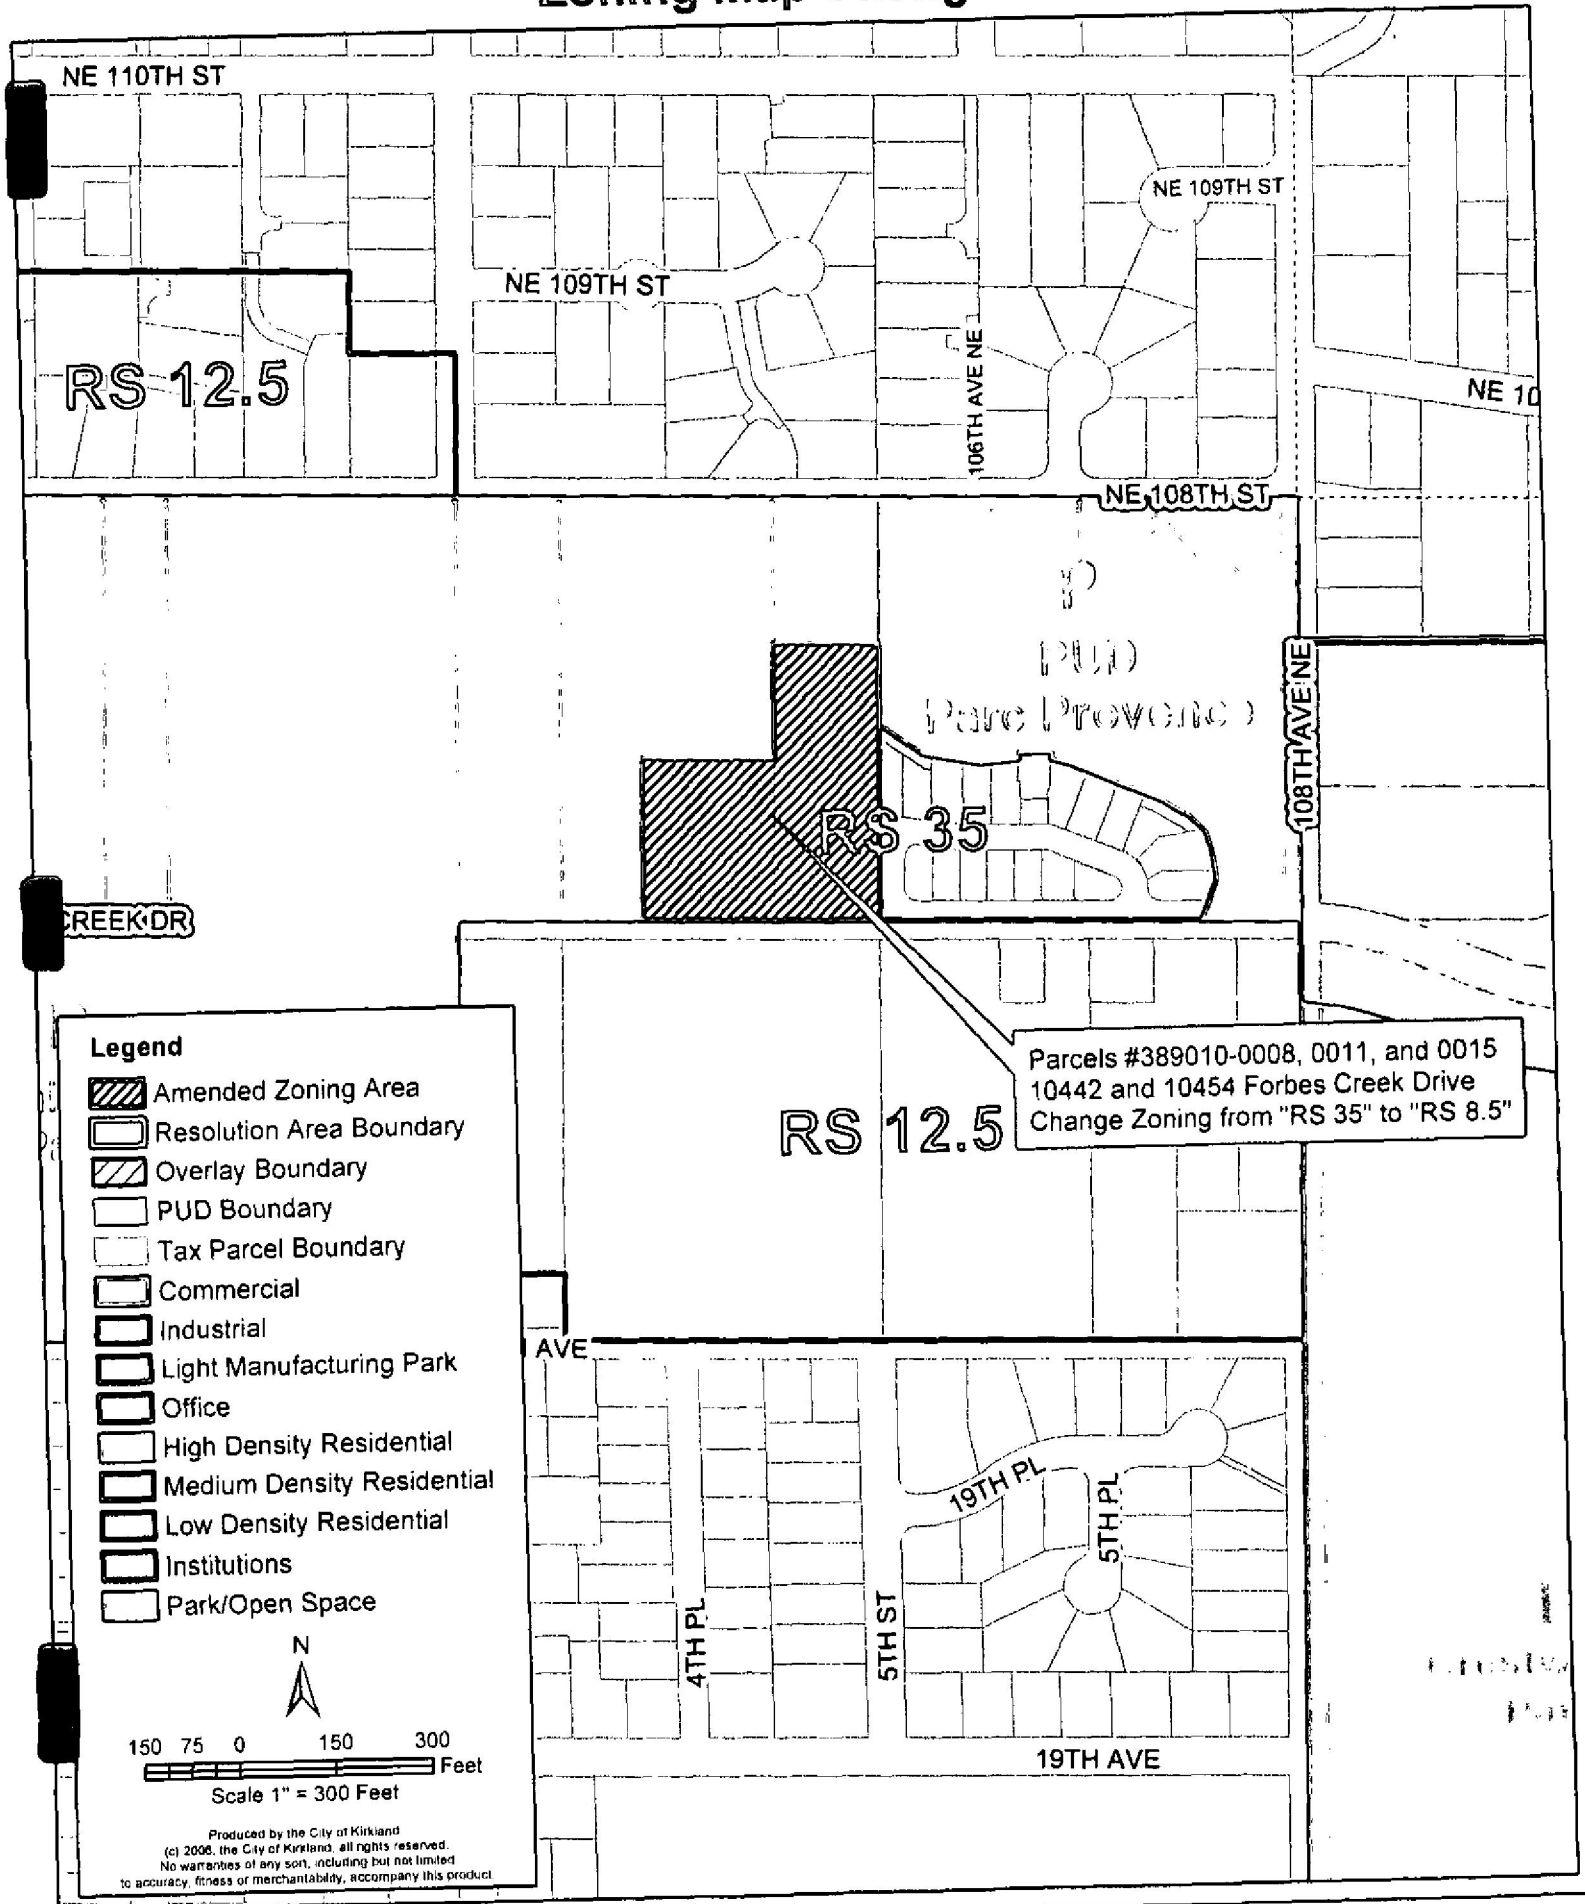 Zoning Map
NE 110TH ST
NE 109TH ST
NE 109TH ST
RS 12.5
106TH AVE NE
NE 10
NE 108TH ST
P
PUD
Parc Provence
108TH AVE NE
RS 35
CREEK DR
Parcels #389010-0008, 0011, and 0015
10442 and 10454 Forbes Creek Drive
Change Zoning from "RS 35" to "RS 8.5"
RS 12.5
Legend
Amended Zoning Area
Resolution Area Boundary
Overlay Boundary
PUD Boundary
Tax Parcel Boundary
Commercial
Industrial
Light Manufacturing Park
Office
High Density Residential
Medium Density Residential
Low Density Residential
Institutions
Park/Open Space
N
150 75 0 150 300
Feet
Scale 1" = 300 Feet
Produced by the City of Kirkland
(c) 2006, the City of Kirkland, all rights reserved.
No warranties of any sort, including but not limited
to accuracy, fitness or merchantability, accompany this product
AVE
19TH PL
5TH PL
4TH PL
5TH ST
19TH AVE